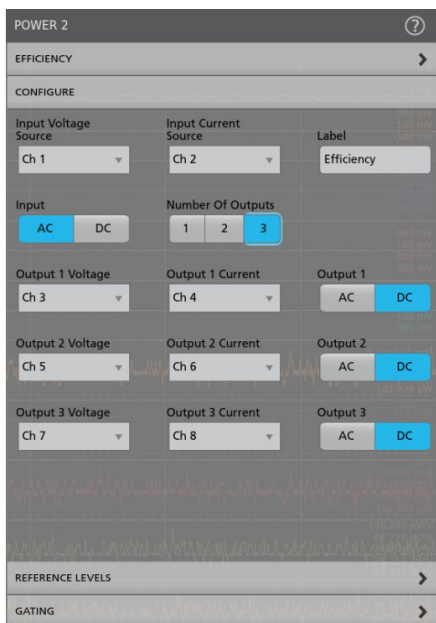 POWER 2
?
EFFICIENCY
CONFIGURE
Input Voltage Source
Input Current Source
Label
Ch 1
Ch 2
Efficiency
Input
Number Of Outputs
AC
DC
1
2
3
Output 1 Voltage
Output 1 Current
Output 1
Ch 3
Ch 4
AC
DC
Output 2 Voltage
Output 2 Current
Output 2
Ch 5
Ch 6
AC
DC
Output 3 Voltage
Output 3 Current
Output 3
Ch 7
Ch 8
AC
DC
REFERENCE LEVELS
GATING